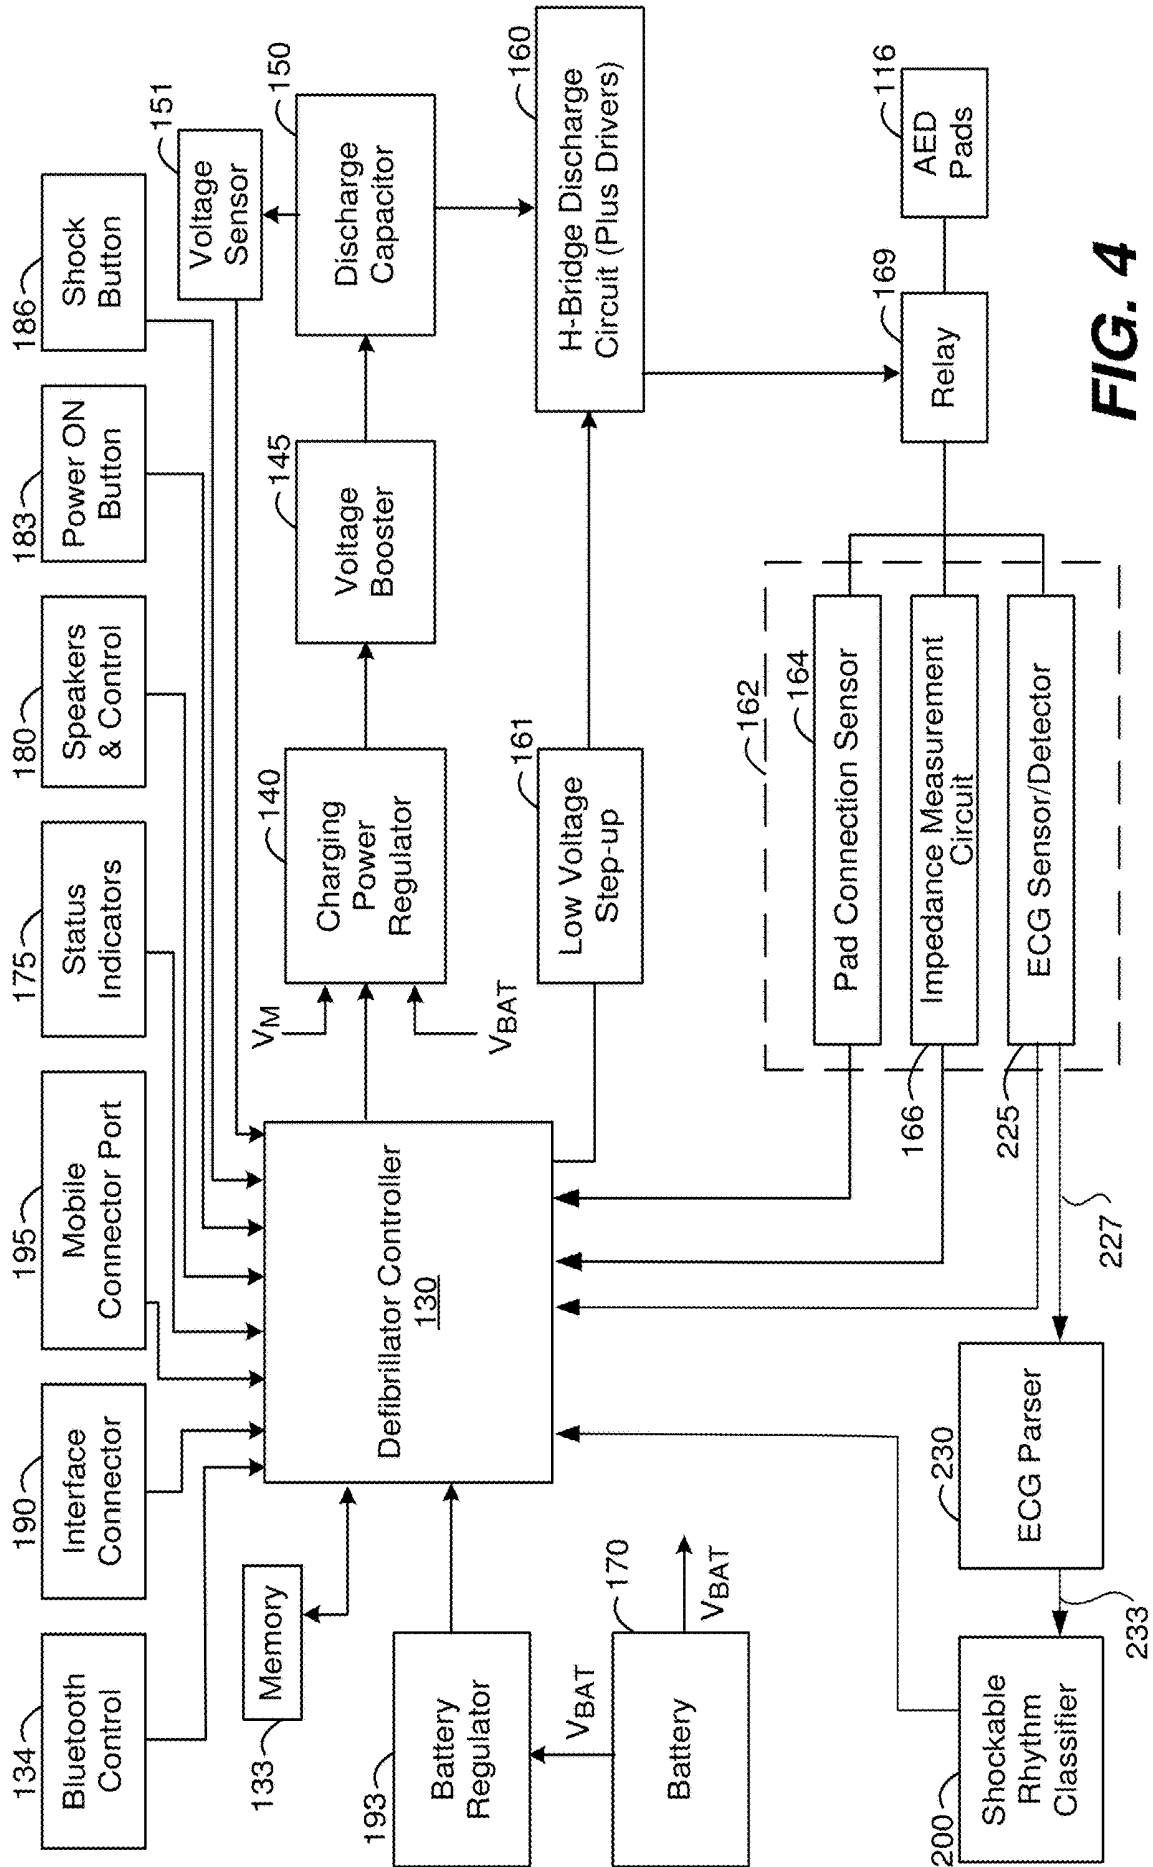 134
Bluetooth
Control
190
Interface
Connector
195
Mobile
Connector Port
175
Status
Indicators
180
Speakers
& Control
183
Power ON
Button
186
Shock
Button
151
Voltage
Sensor
133
Memory
193
Battery
Regulator
VBAT
170
Battery
VBAT
Defibrillator Controller
130
VM
VBAT
140
Charging
Power
Regulator
145
Voltage
Booster
150
Discharge
Capacitor
161
Low Voltage
Step-up
160
H-Bridge Discharge
Circuit (Plus Drivers)
162
164
Pad Connection Sensor
166
Impedance Measurement
Circuit
225
ECG Sensor/Detector
169
Relay
116
AED
Pads
200
Shockable
Rhythm
Classifier
233
230
ECG Parser
227
FIG. 4